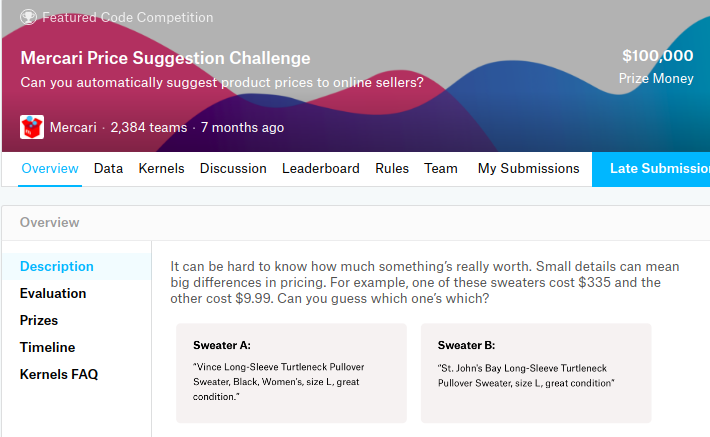 Featured Code Competition
Mercari Price Suggestion Challenge
$100,000
Can you automatically suggest product prices to online sellers?
Prize Money
Mercari · 2,384 teams · 7 months ago
Overview Data Kernels Discussion Leaderboard Rules Team My Submissions Late Submissio
Overview
Description
Evaluation
Prizes
Timeline
Kernels FAQ
It can be hard to know how much something’s really worth. Small details can mean
big differences in pricing. For example, one of these sweaters cost $335 and the
other cost $9.99. Can you guess which one’s which?
Sweater A:
“Vince Long-Sleeve Turtleneck Pullover
Sweater, Black, Women’s, size L, great
condition.”
Sweater B:
“St. John’s Bay Long-Sleeve Turtleneck
Pullover Sweater, size L, great condition”